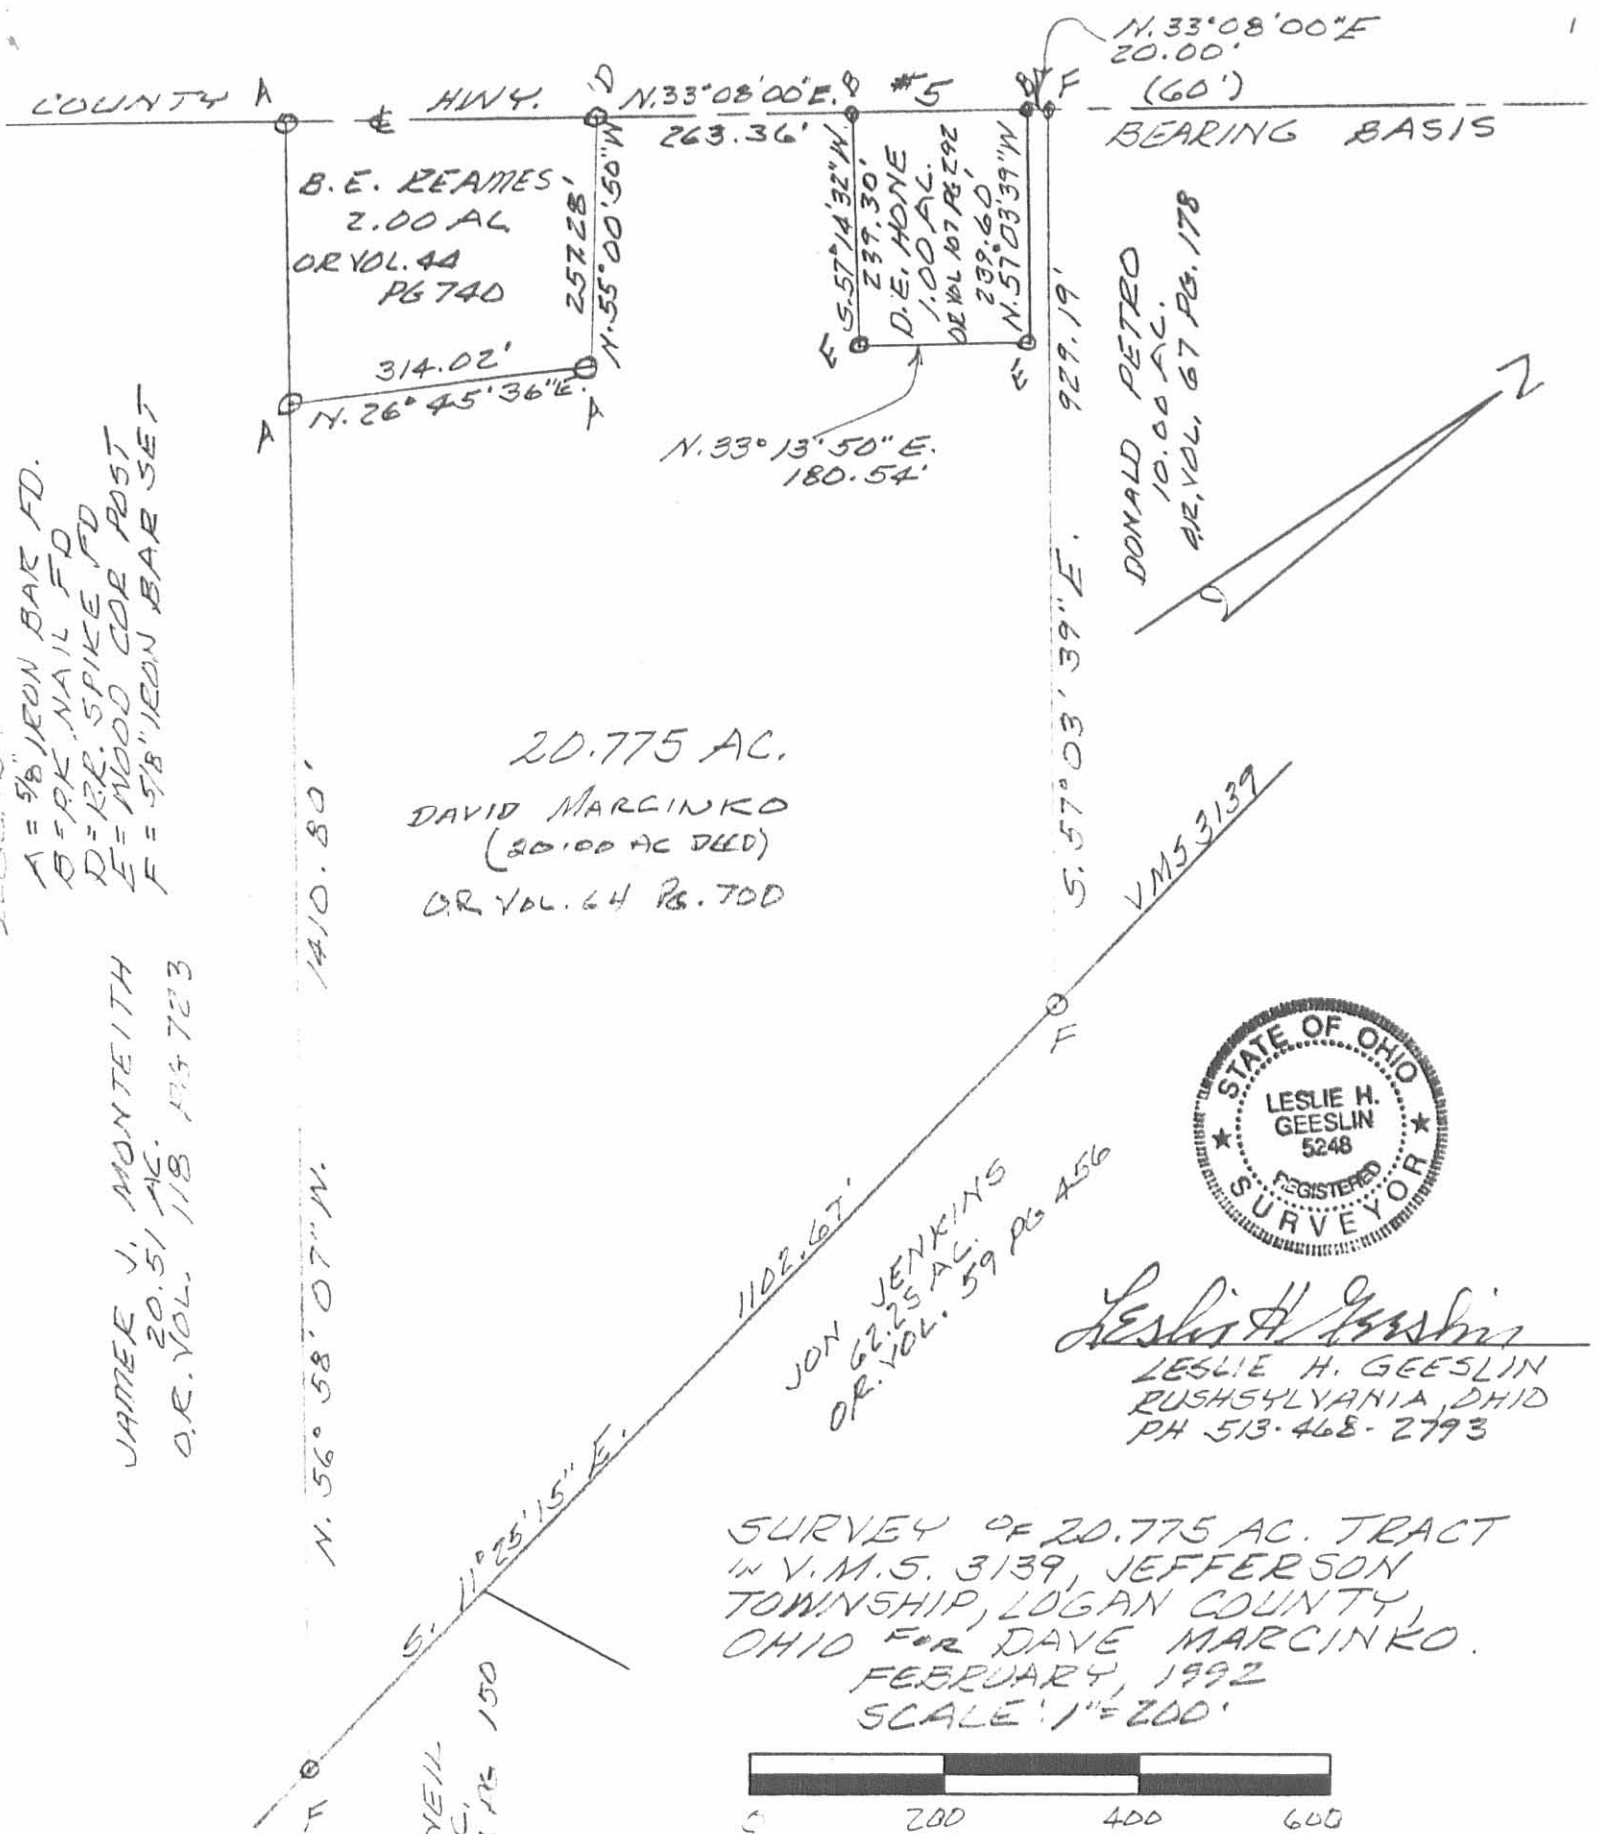 N.33°08'00"E
20.00'
(60')
COUNTY A ℄ HWY. D N.33°08'00"E. B #5 B F
263.36'
BEARING BASIS
B.E. REAMES
2.00 AC.
OR VOL. 44
PG 740
257.28'
N.55°00'50"W
S.57°14'32"W.
239.30'
D.E. HONE
1.00 AC.
OR VOL 107 PG 292
239.60'
N.57°03'39"W
E
E
314.02'
N.26°45'36"E.
A
A
N.33°13'50"E.
180.54'
929.19'
S.57°03'39"E.
DONALD PETRO
10.00 AC.
O.R. VOL. 67 PG. 178
N
A = 5/8" IRON BAR FD.
B = P.K. NAIL FD
D = R.R. SPIKE FD
E = WOOD COR POST
F = 5/8" IRON BAR SET
20.775 AC.
DAVID MARCINKO
(20.00 AC DEED)
O.R. VOL. 64 PG. 700
1410.80'
N.56°58'07"W.
JAMER J. MONTEITH
20.51 AC.
O.R. VOL. 118 PG 723
VMS 3139
F
1102.67'
S. 11°25'15" E.
JON JENKINS
62.25 AC.
OR. VOL. 59 PG 456
STATE OF OHIO
LESLIE H.
GEESLIN
5248
REGISTERED
SURVEYOR
Leslie H Geeslin
LESLIE H. GEESLIN
RUSHSYLVANIA, OHIO
PH 513-468-2793
SURVEY OF 20.775 AC. TRACT
IN V.M.S. 3139, JEFFERSON
TOWNSHIP, LOGAN COUNTY,
OHIO FOR DAVE MARCINKO.
FEBRUARY, 1992
SCALE: 1"=200'
0 200 400 600
F
NEIL
C.
PG 150